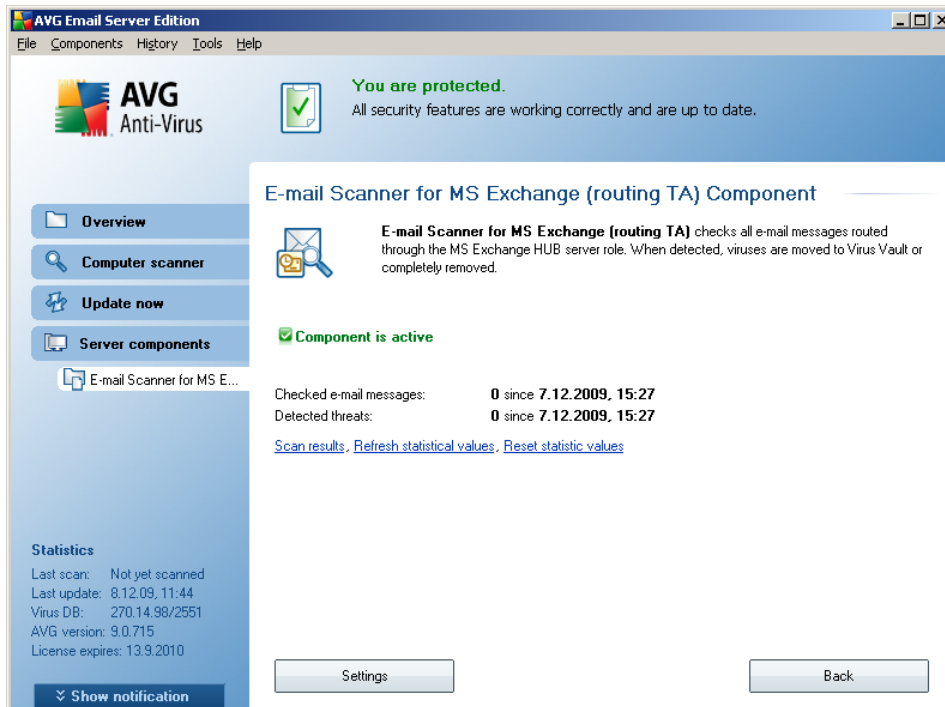 AVG Email Server Edition
File Components History Tools Help
AVG
Anti-Virus
You are protected.
All security features are working correctly and are up to date.
E-mail Scanner for MS Exchange (routing TA) Component
E-mail Scanner for MS Exchange (routing TA) checks all e-mail messages routed
through the MS Exchange HUB server role. When detected, viruses are moved to Virus Vault or
completely removed.
Overview
Computer scanner
Update now
Server components
E-mail Scanner for MS E...
Component is active
Checked e-mail messages: 0 since 7.12.2009, 15:27
Detected threats: 0 since 7.12.2009, 15:27
Scan results, Refresh statistical values, Reset statistic values
Statistics
Last scan: Not yet scanned
Last update: 8.12.09, 11:44
Virus DB: 270.14.98/2551
AVG version: 9.0.715
License expires: 13.9.2010
Show notification
Settings
Back